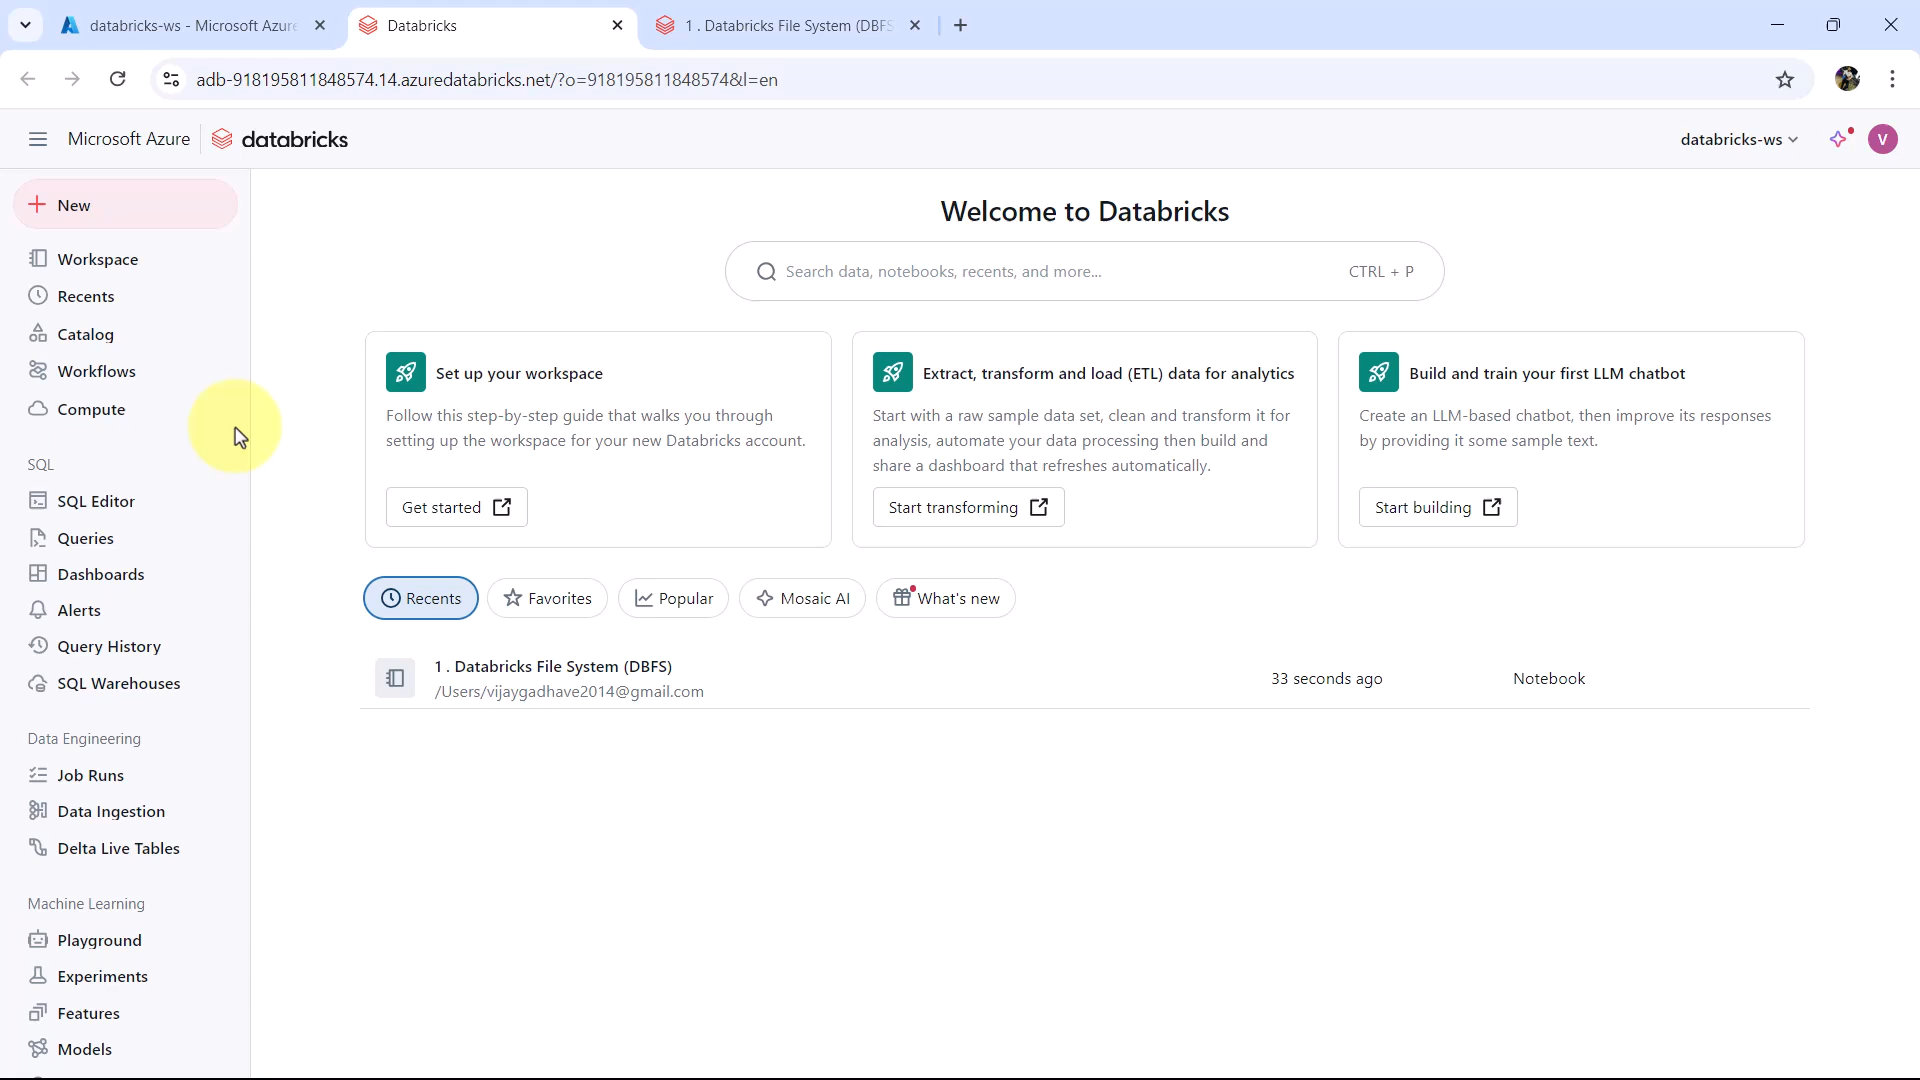 databricks-ws - Microsoft Azure
Databricks
1 . Databricks File System (DBFS
adb-918195811848574.14.azuredatabricks.net/?o=918195811848574&l=en
Microsoft Azure
databricks
databricks-ws
V
New
Workspace
Recents
Catalog
Workflows
Compute
SQL
SQL Editor
Queries
Dashboards
Alerts
Query History
SQL Warehouses
Data Engineering
Job Runs
Data Ingestion
Delta Live Tables
Machine Learning
Playground
Experiments
Features
Models
Welcome to Databricks
Search data, notebooks, recents, and more...
CTRL + P
Set up your workspace
Follow this step-by-step guide that walks you through
setting up the workspace for your new Databricks account.
Get started
Extract, transform and load (ETL) data for analytics
Start with a raw sample data set, clean and transform it for
analysis, automate your data processing then build and
share a dashboard that refreshes automatically.
Start transforming
Build and train your first LLM chatbot
Create an LLM-based chatbot, then improve its responses
by providing it some sample text.
Start building
Recents
Favorites
Popular
Mosaic AI
What's new
1 . Databricks File System (DBFS)
/Users/vijaygadhave2014@gmail.com
33 seconds ago
Notebook